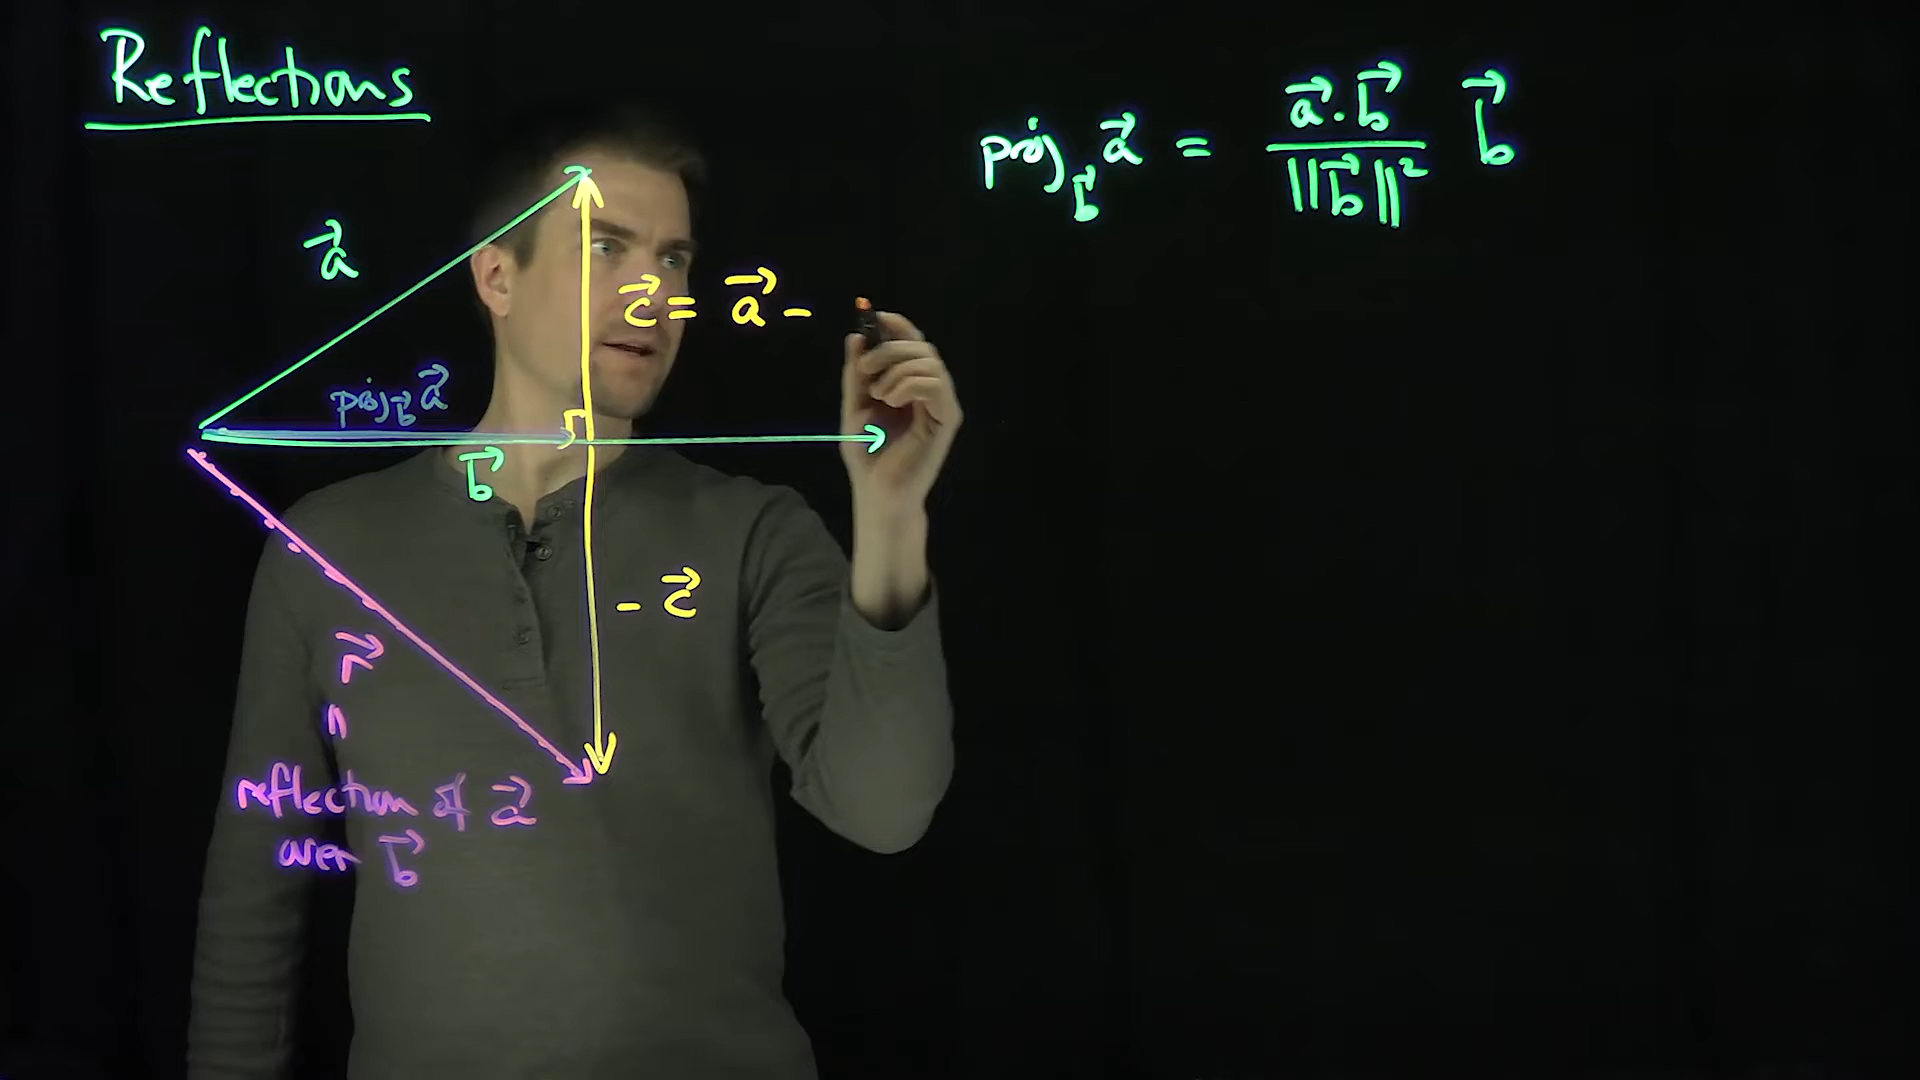 Reflections
proj_b⃗ a⃗ = (a⃗ · b⃗ / ||b⃗||²) b⃗
a⃗
c⃗ = a⃗ –
proj_b⃗ a⃗
b⃗
– c⃗
r⃗
reflection of a⃗
over b⃗